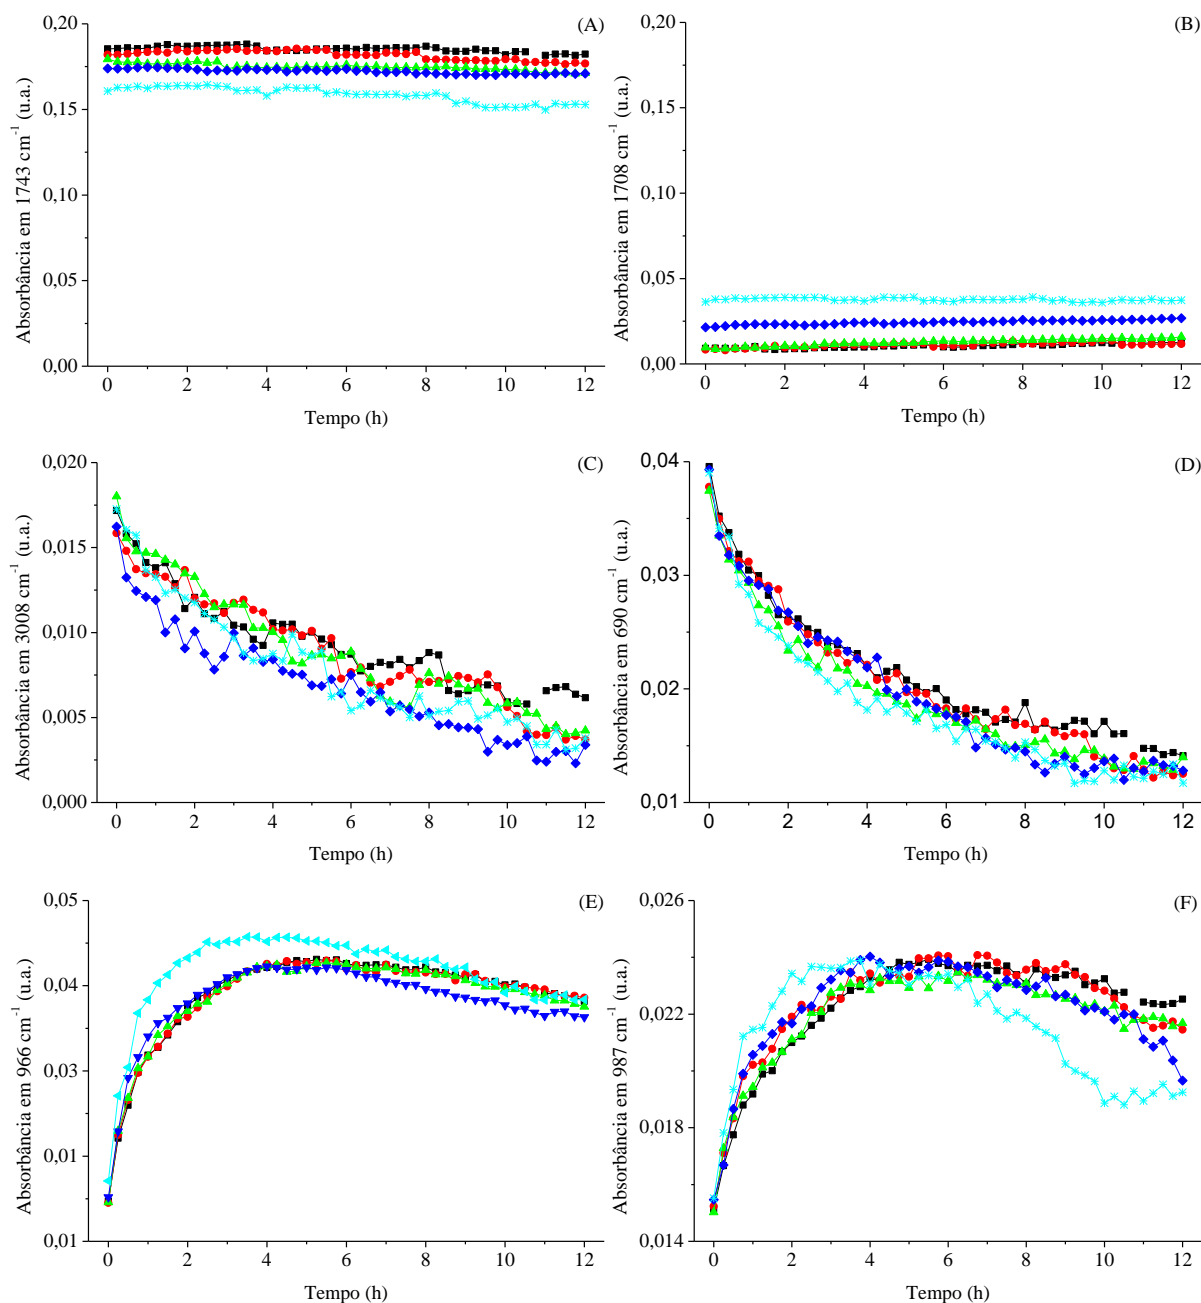 (A)
Absorbância em 1743 cm⁻¹ (u.a.)
0,20
0,15
0,10
0,05
0,00
0 2 4 6 8 10 12
Tempo (h)
(B)
Absorbância em 1708 cm⁻¹ (u.a.)
0,20
0,15
0,10
0,05
0,00
0 2 4 6 8 10 12
Tempo (h)
(C)
Absorbância em 3008 cm⁻¹ (u.a.)
0,020
0,015
0,010
0,005
0,000
0 2 4 6 8 10 12
Tempo (h)
(D)
Absorbância em 690 cm⁻¹ (u.a.)
0,04
0,03
0,02
0,01
0 2 4 6 8 10 12
Tempo (h)
(E)
Absorbância em 966 cm⁻¹ (u.a.)
0,05
0,04
0,03
0,01
0,01
0 2 4 6 8 10 12
Tempo (h)
(F)
Absorbância em 987 cm⁻¹ (u.a.)
0,026
0,022
0,018
0,014
0 2 4 6 8 10 12
Tempo (h)